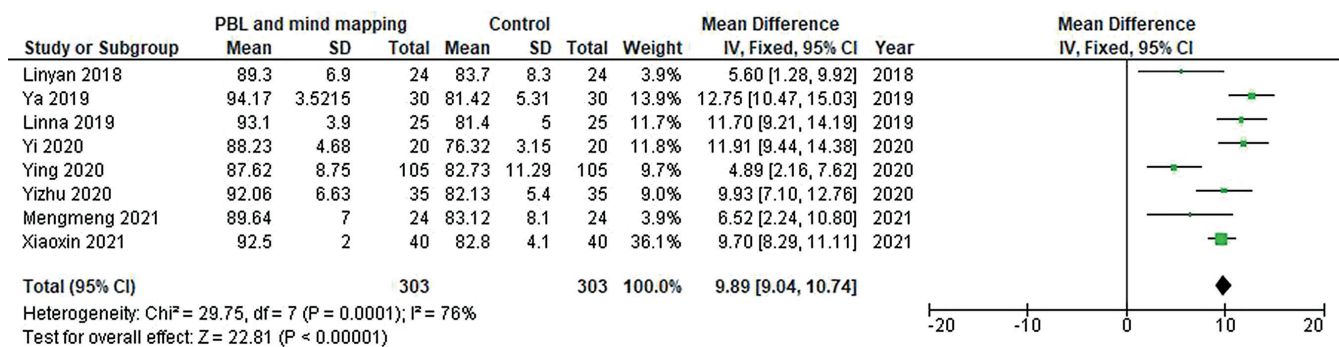 PBL and mind mapping Control Mean Difference Mean Difference
Study or Subgroup Mean SD Total Mean SD Total Weight IV, Fixed, 95% CI Year IV, Fixed, 95% CI
Linyan 2018 89.3 6.9 24 83.7 8.3 24 3.9% 5.60 [1.28, 9.92] 2018
Ya 2019 94.17 3.5215 30 81.42 5.31 30 13.9% 12.75 [10.47, 15.03] 2019
Linna 2019 93.1 3.9 25 81.4 5 25 11.7% 11.70 [9.21, 14.19] 2019
Yi 2020 88.23 4.68 20 76.32 3.15 20 11.8% 11.91 [9.44, 14.38] 2020
Ying 2020 87.62 8.75 105 82.73 11.29 105 9.7% 4.89 [2.16, 7.62] 2020
Yizhu 2020 92.06 6.63 35 82.13 5.4 35 9.0% 9.93 [7.10, 12.76] 2020
Mengmeng 2021 89.64 7 24 83.12 8.1 24 3.9% 6.52 [2.24, 10.80] 2021
Xiaoxin 2021 92.5 2 40 82.8 4.1 40 36.1% 9.70 [8.29, 11.11] 2021
Total (95% CI) 303 303 100.0% 9.89 [9.04, 10.74]
Heterogeneity: Chi² = 29.75, df = 7 (P = 0.0001); I² = 76%
Test for overall effect: Z = 22.81 (P < 0.00001)
-20 -10 0 10 20